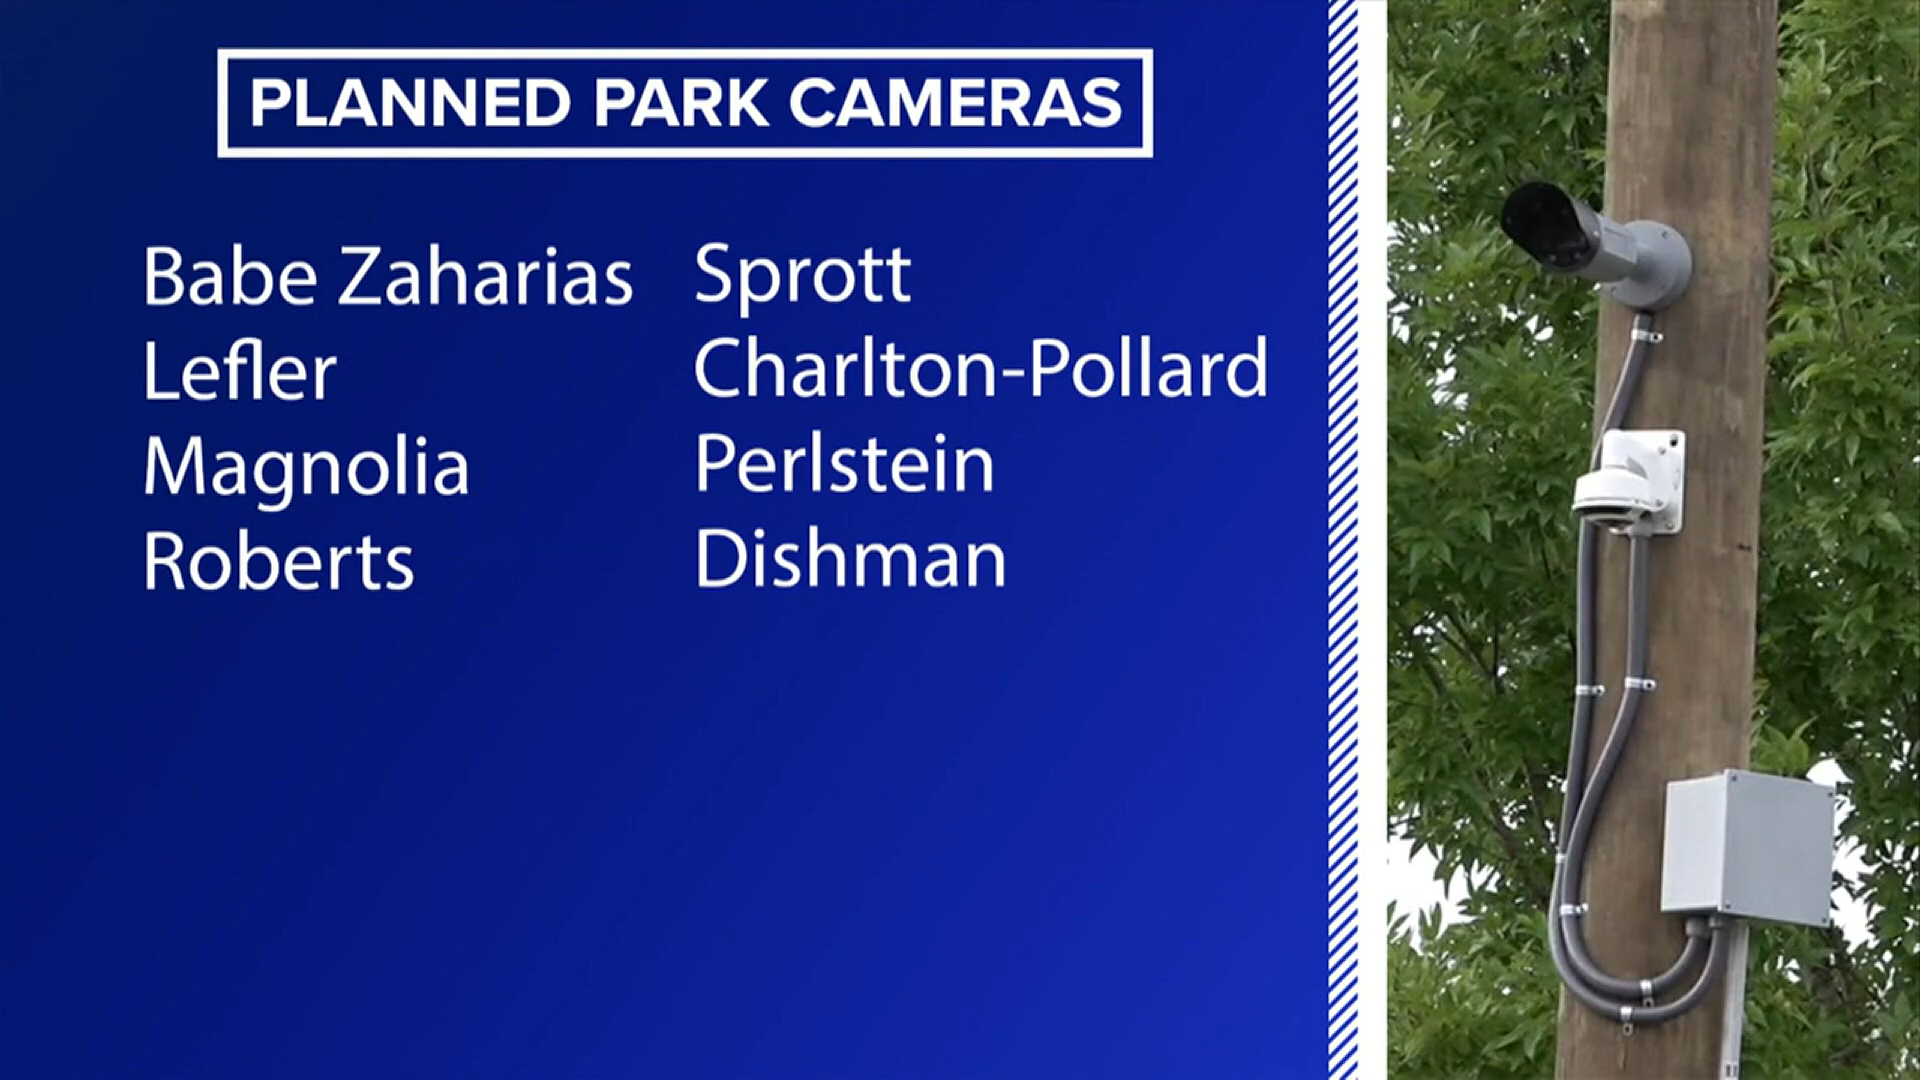 PLANNED PARK CAMERAS
Babe Zaharias
Lefler
Magnolia
Roberts
Sprott
Charlton-Pollard
Perlstein
Dishman